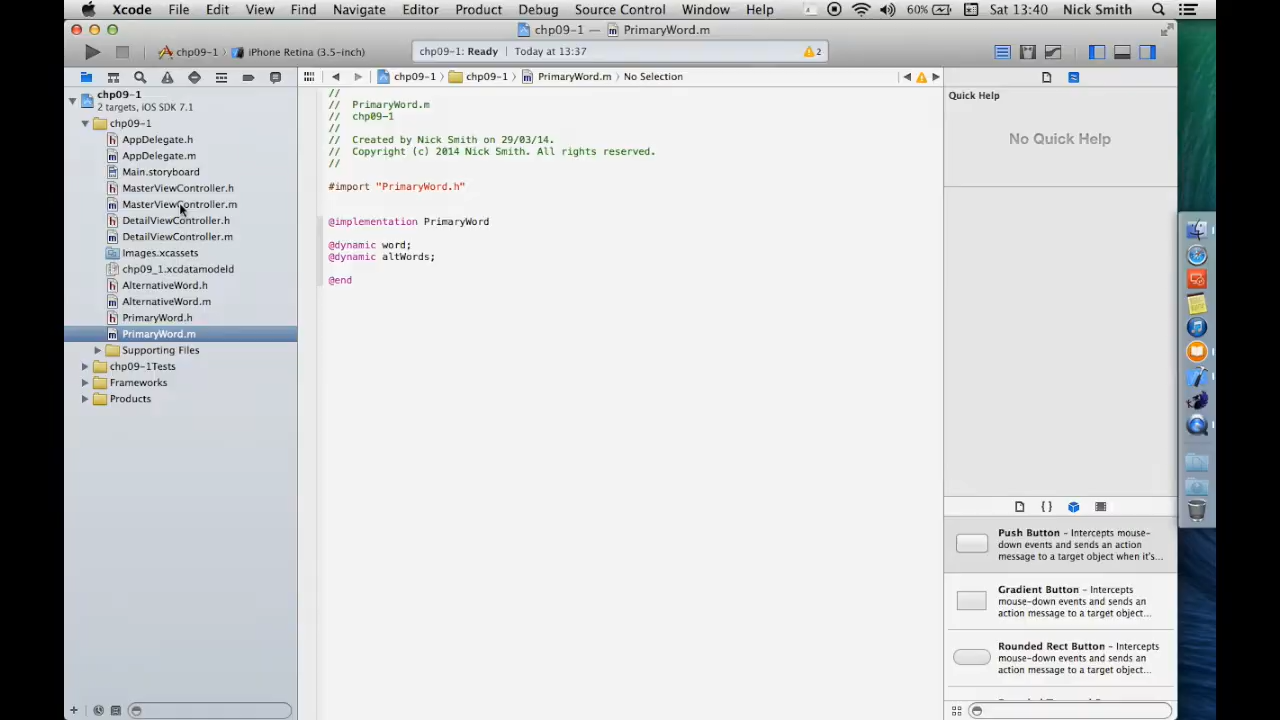 Xcode File Edit View Find Navigate Editor Product Debug Source Control Window Help 4 60% Sat 13:40 Nick Smith
chp09-1 — PrimaryWord.m
chp09-1 iPhone Retina (3.5-inch) chp09-1: Ready Today at 13:37 2
chp09-1 chp09-1 PrimaryWord.m No Selection
chp09-1
2 targets, iOS SDK 7.1
chp09-1
AppDelegate.h
AppDelegate.m
Main.storyboard
MasterViewController.h
MasterViewController.m
DetailViewController.h
DetailViewController.m
Images.xcassets
chp09_1.xcdatamodeld
AlternativeWord.h
AlternativeWord.m
PrimaryWord.h
PrimaryWord.m
Supporting Files
chp09-1Tests
Frameworks
Products
//
// PrimaryWord.m
// chp09-1
//
// Created by Nick Smith on 29/03/14.
// Copyright (c) 2014 Nick Smith. All rights reserved.
//
#import "PrimaryWord.h"
@implementation PrimaryWord
@dynamic word;
@dynamic altWords;
@end
Quick Help
No Quick Help
Push Button – Intercepts mouse-
down events and sends an action
message to a target object when it's...
Gradient Button – Intercepts
mouse-down events and sends an
action message to a target object...
Rounded Rect Button – Intercepts
mouse-down events and sends an
action message to a target object...